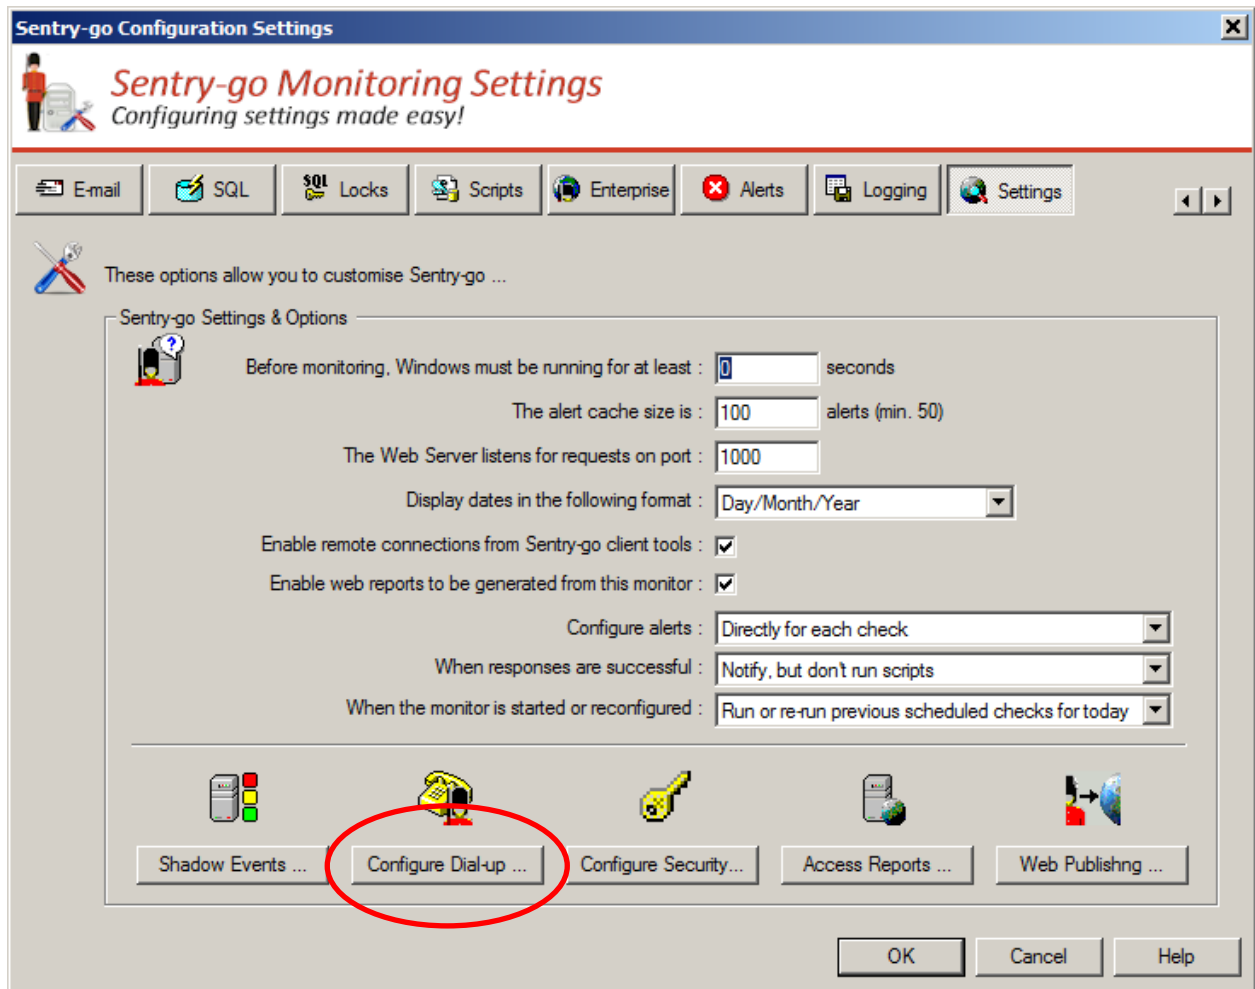 Sentry-go Configuration Settings
Sentry-go Monitoring Settings
Configuring settings made easy!
E-mail SQL SQL Locks Scripts Enterprise Alerts Logging Settings
These options allow you to customise Sentry-go ...
Sentry-go Settings & Options
Before monitoring, Windows must be running for at least : 0 seconds
The alert cache size is : 100 alerts (min. 50)
The Web Server listens for requests on port : 1000
Display dates in the following format : Day/Month/Year
Enable remote connections from Sentry-go client tools :
Enable web reports to be generated from this monitor :
Configure alerts : Directly for each check
When responses are successful : Notify, but don't run scripts
When the monitor is started or reconfigured : Run or re-run previous scheduled checks for today
Shadow Events ... Configure Dial-up ... Configure Security... Access Reports ... Web Publishng ...
OK Cancel Help